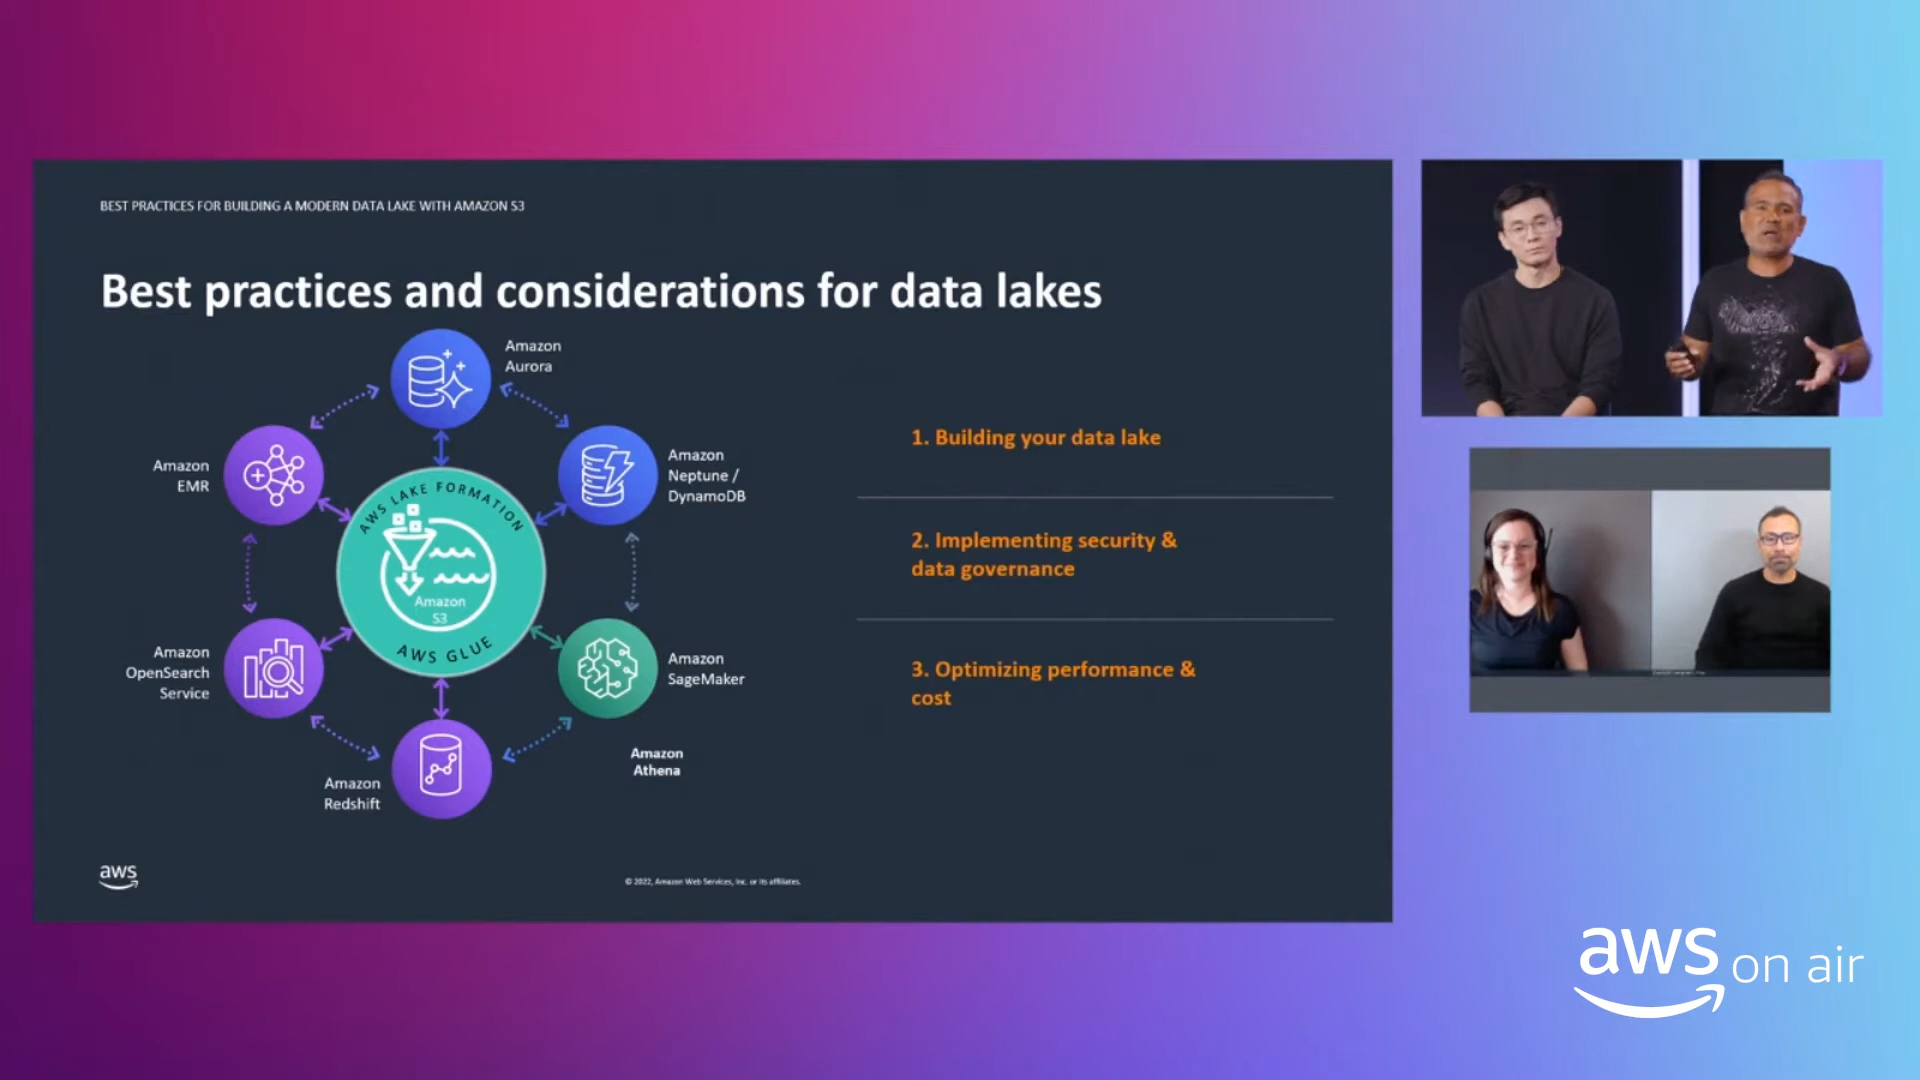 BEST PRACTICES FOR BUILDING A MODERN DATA LAKE WITH AMAZON S3
Best practices and considerations for data lakes
Amazon
Aurora
Amazon
EMR
Amazon
Neptune /
DynamoDB
AWS LAKE FORMATION
Amazon
S3
AWS GLUE
Amazon
OpenSearch
Service
Amazon
SageMaker
Amazon
Redshift
Amazon
Athena
1. Building your data lake
2. Implementing security &
data governance
3. Optimizing performance &
cost
aws
© 2022, Amazon Web Services, Inc. or its affiliates.
aws on air